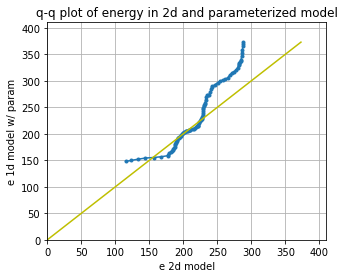 q-q plot of energy in 2d and parameterized model
e 1d model w/ param
400
350
300
250
200
150
100
50
0
0 50 100 150 200 250 300 350 400
e 2d model